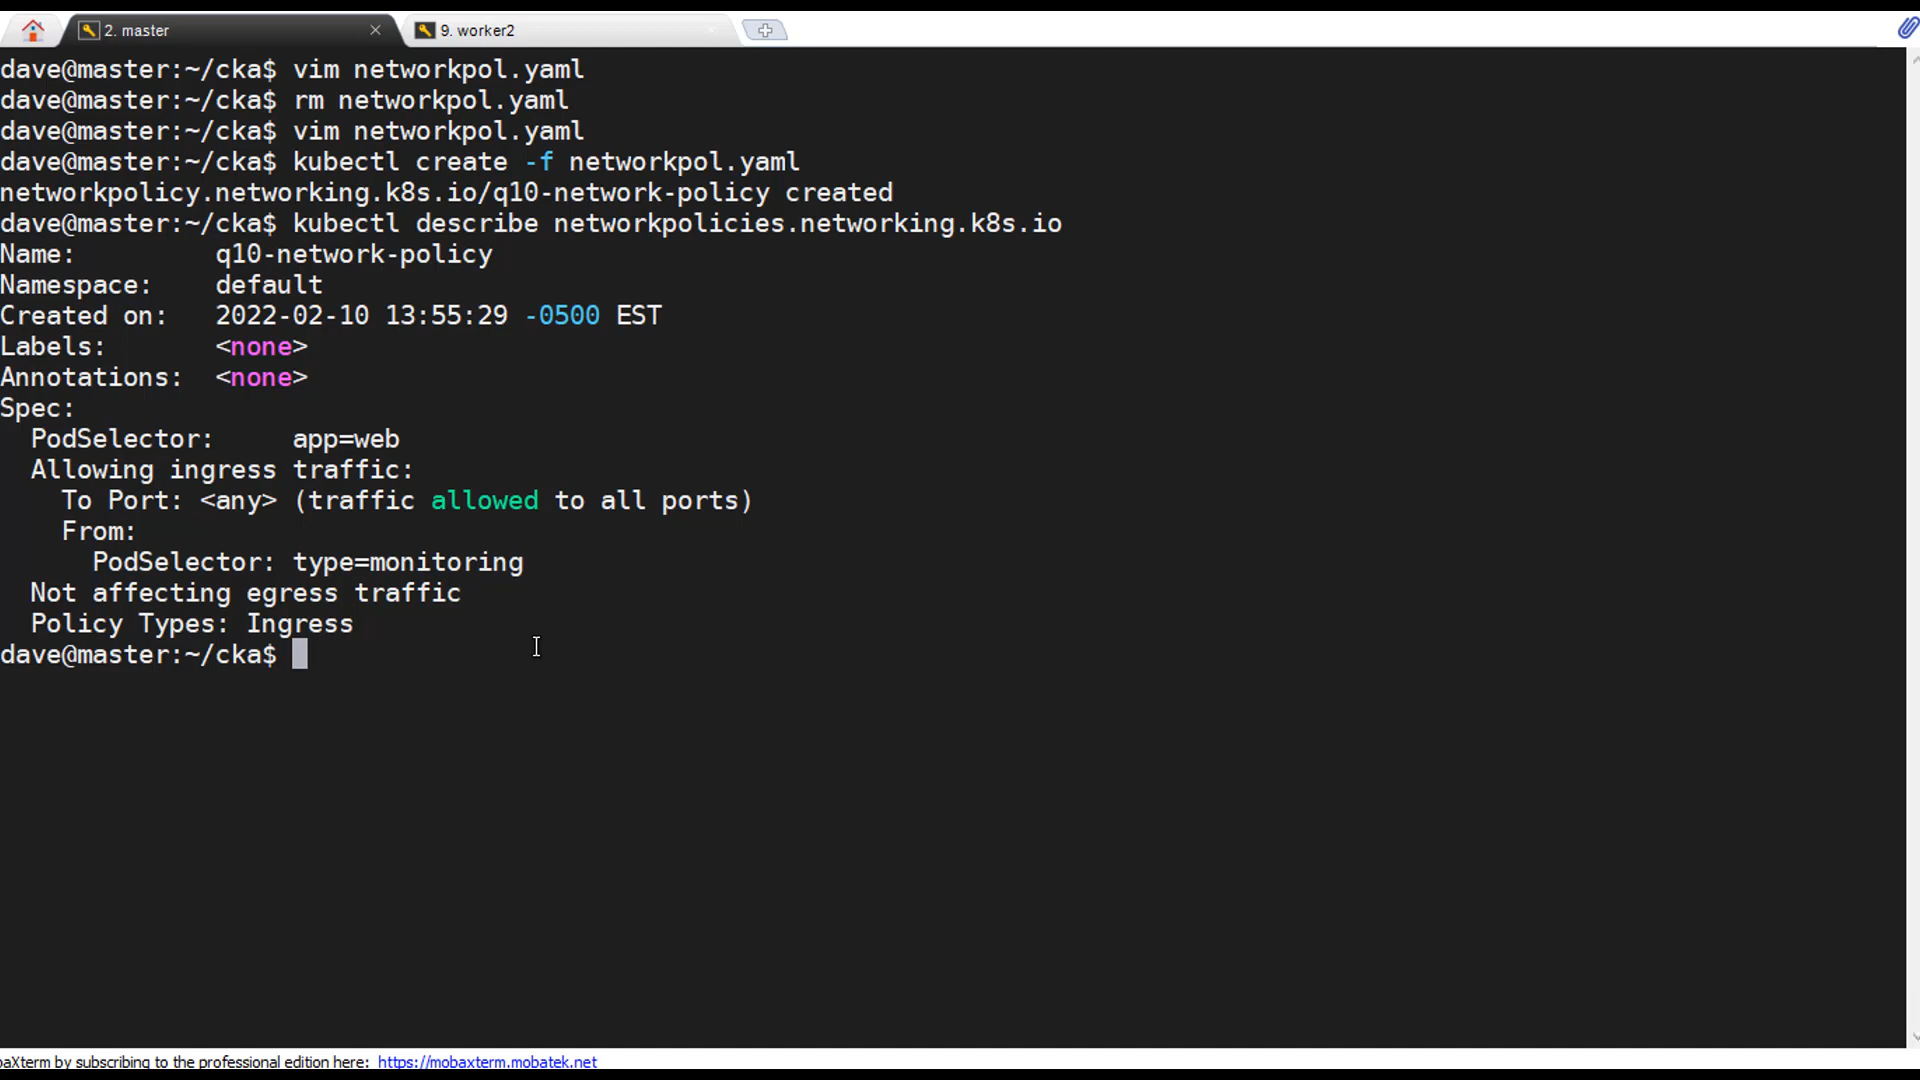 2. master
9. worker2
dave@master:~/cka$ vim networkpol.yaml
dave@master:~/cka$ rm networkpol.yaml
dave@master:~/cka$ vim networkpol.yaml
dave@master:~/cka$ kubectl create -f networkpol.yaml
networkpolicy.networking.k8s.io/q10-network-policy created
dave@master:~/cka$ kubectl describe networkpolicies.networking.k8s.io
Name:         q10-network-policy
Namespace:    default
Created on:   2022-02-10 13:55:29 -0500 EST
Labels:       <none>
Annotations:  <none>
Spec:
  PodSelector:     app=web
  Allowing ingress traffic:
    To Port: <any> (traffic allowed to all ports)
    From:
      PodSelector: type=monitoring
  Not affecting egress traffic
  Policy Types: Ingress
dave@master:~/cka$
baXterm by subscribing to the professional edition here: https://mobaxterm.mobatek.net